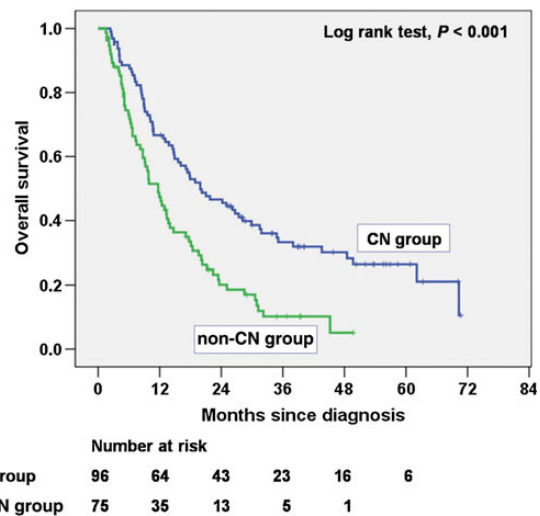 Log rank test, P < 0.001
1.0
0.8
0.6
0.4
0.2
0.0
Overall survival
CN group
non-CN group
0 12 24 36 48 60 72 84
Months since diagnosis
Number at risk
roup 96 64 43 23 16 6
N group 75 35 13 5 1